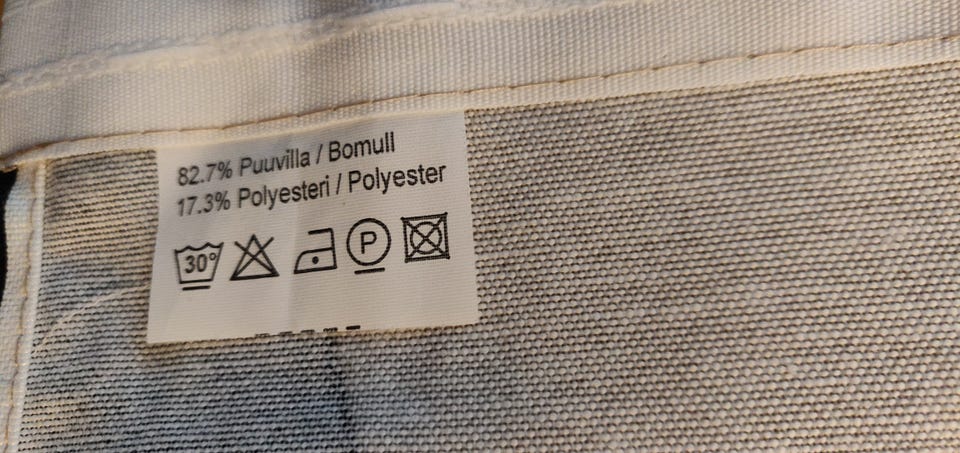 82.7% Puuvilla / Bomull
17.3% Polyesteri / Polyester
30° P